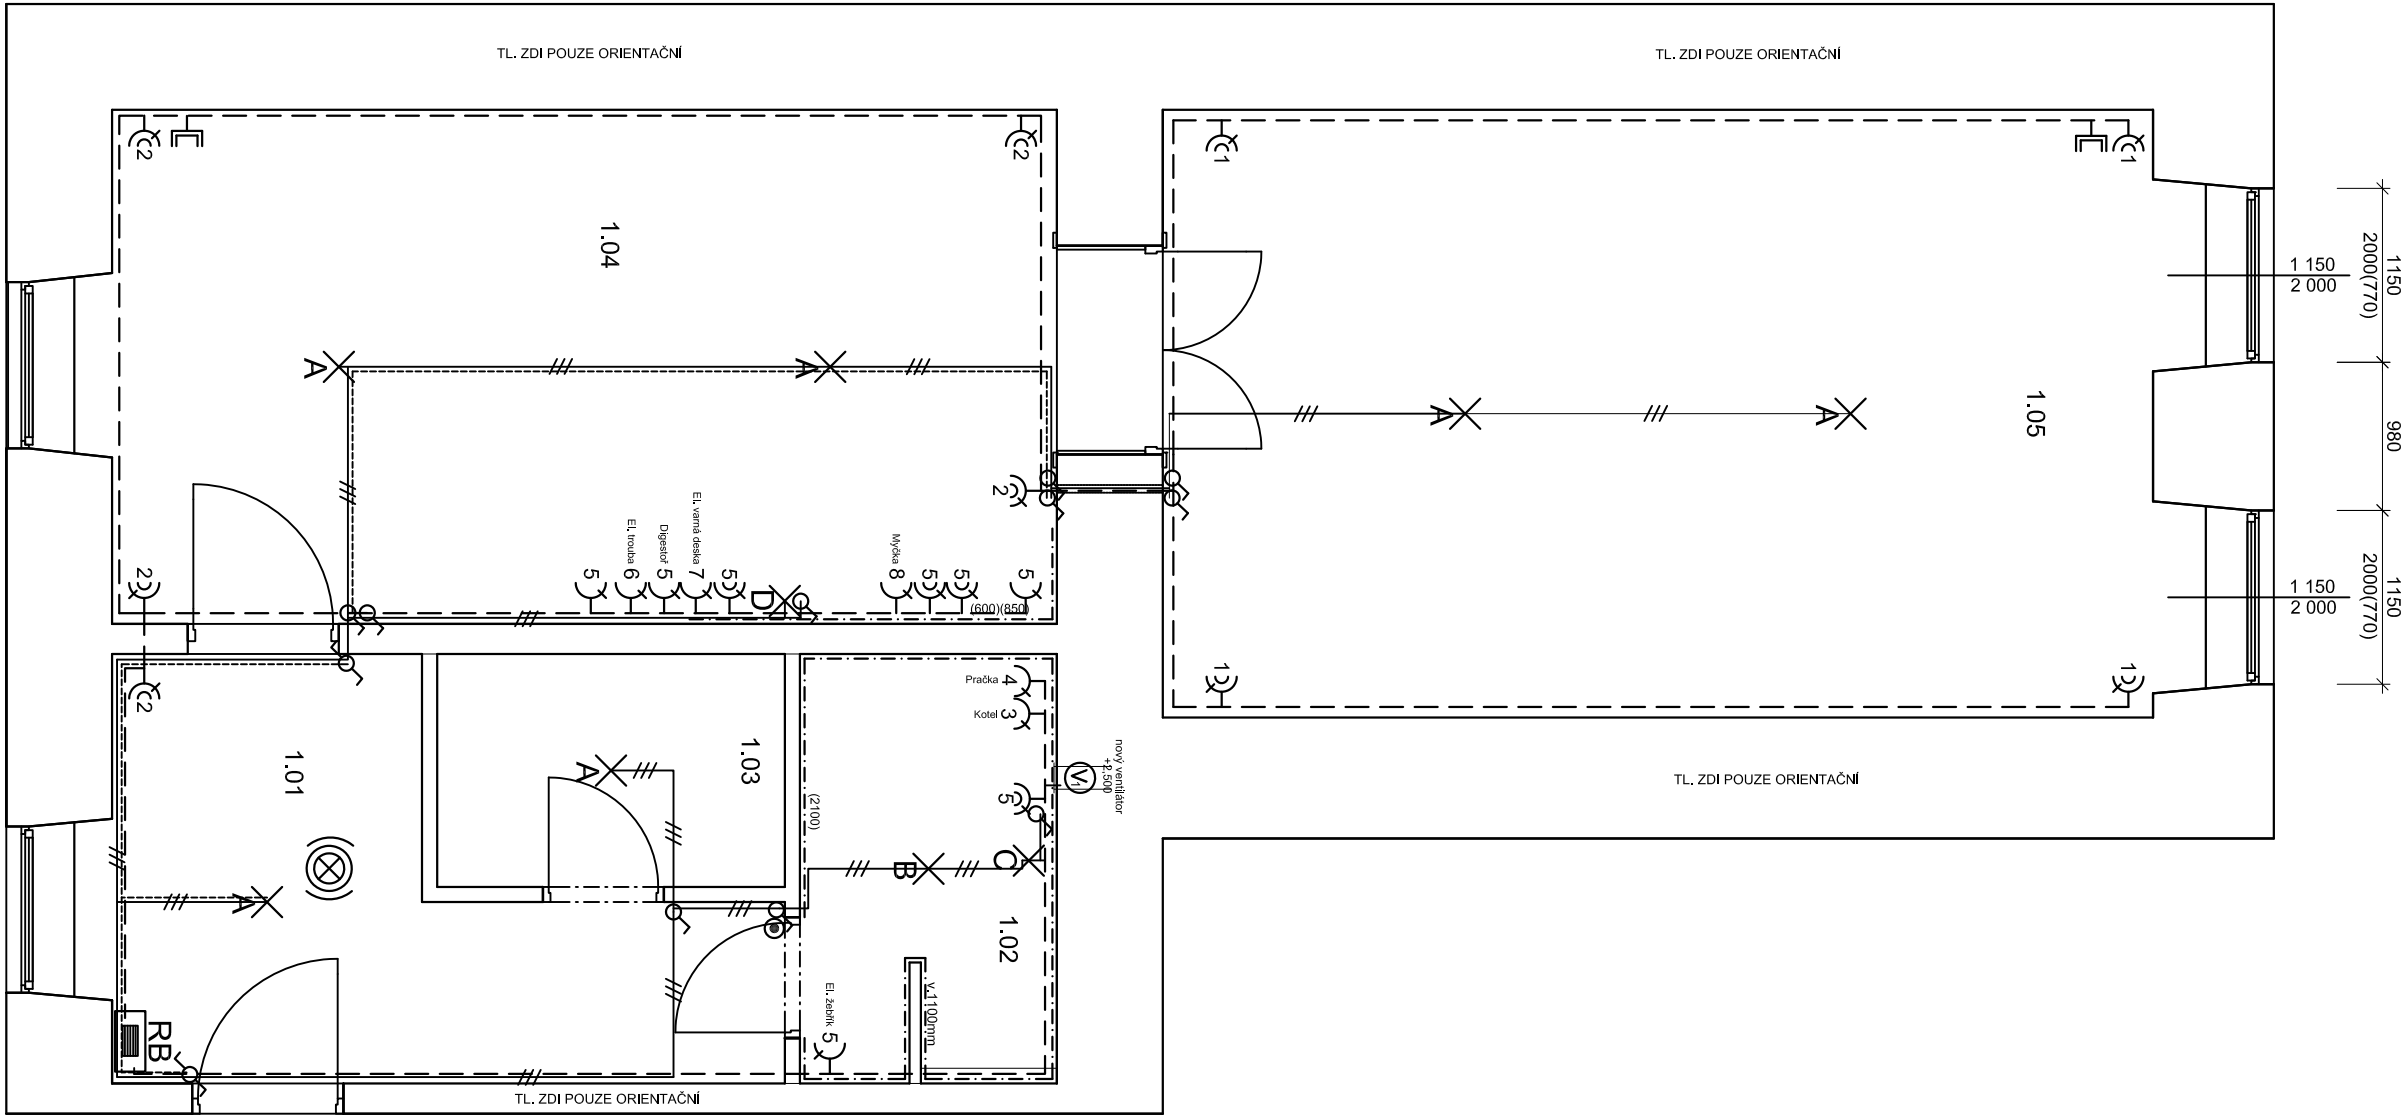 TL. ZDI POUZE ORIENTAČNÍ
TL. ZDI POUZE ORIENTAČNÍ
2
2
1
1
1.04
1.05
1150
2000(770)
1 150
2 000
980
1150
2000(770)
1 150
2 000
A
A
A
A
2
El. varná deska 7
El. trouba 6
Digestoř 5
Myčka 8
5
5
5
5
5
2
D
(600)(850)
2
1
1
Pračka 4
Kotel 3
5
nový ventilátor
+2,500
V1
1.01
1.03
A
(2100)
TL. ZDI POUZE ORIENTAČNÍ
B
C
A
1.02
El. žebřík 5
v.1100mm
RB
TL. ZDI POUZE ORIENTAČNÍ